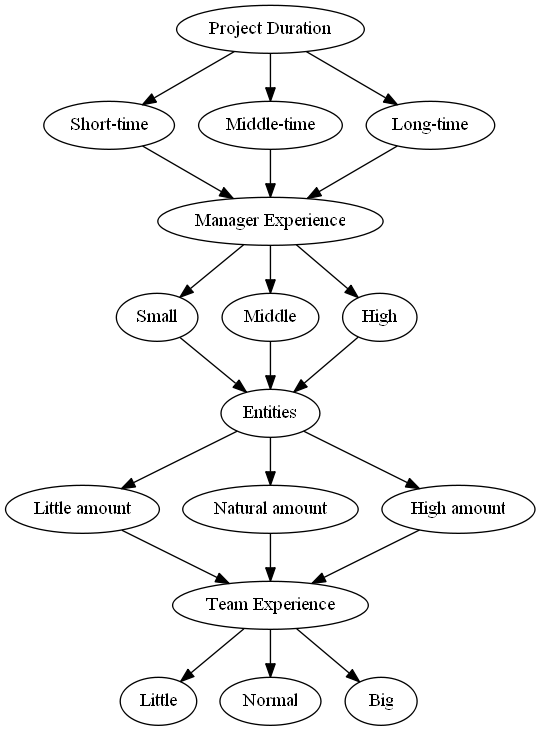 Project Duration
Short-time
Middle-time
Long-time
Manager Experience
Small
Middle
High
Entities
Little amount
Natural amount
High amount
Team Experience
Little
Normal
Big